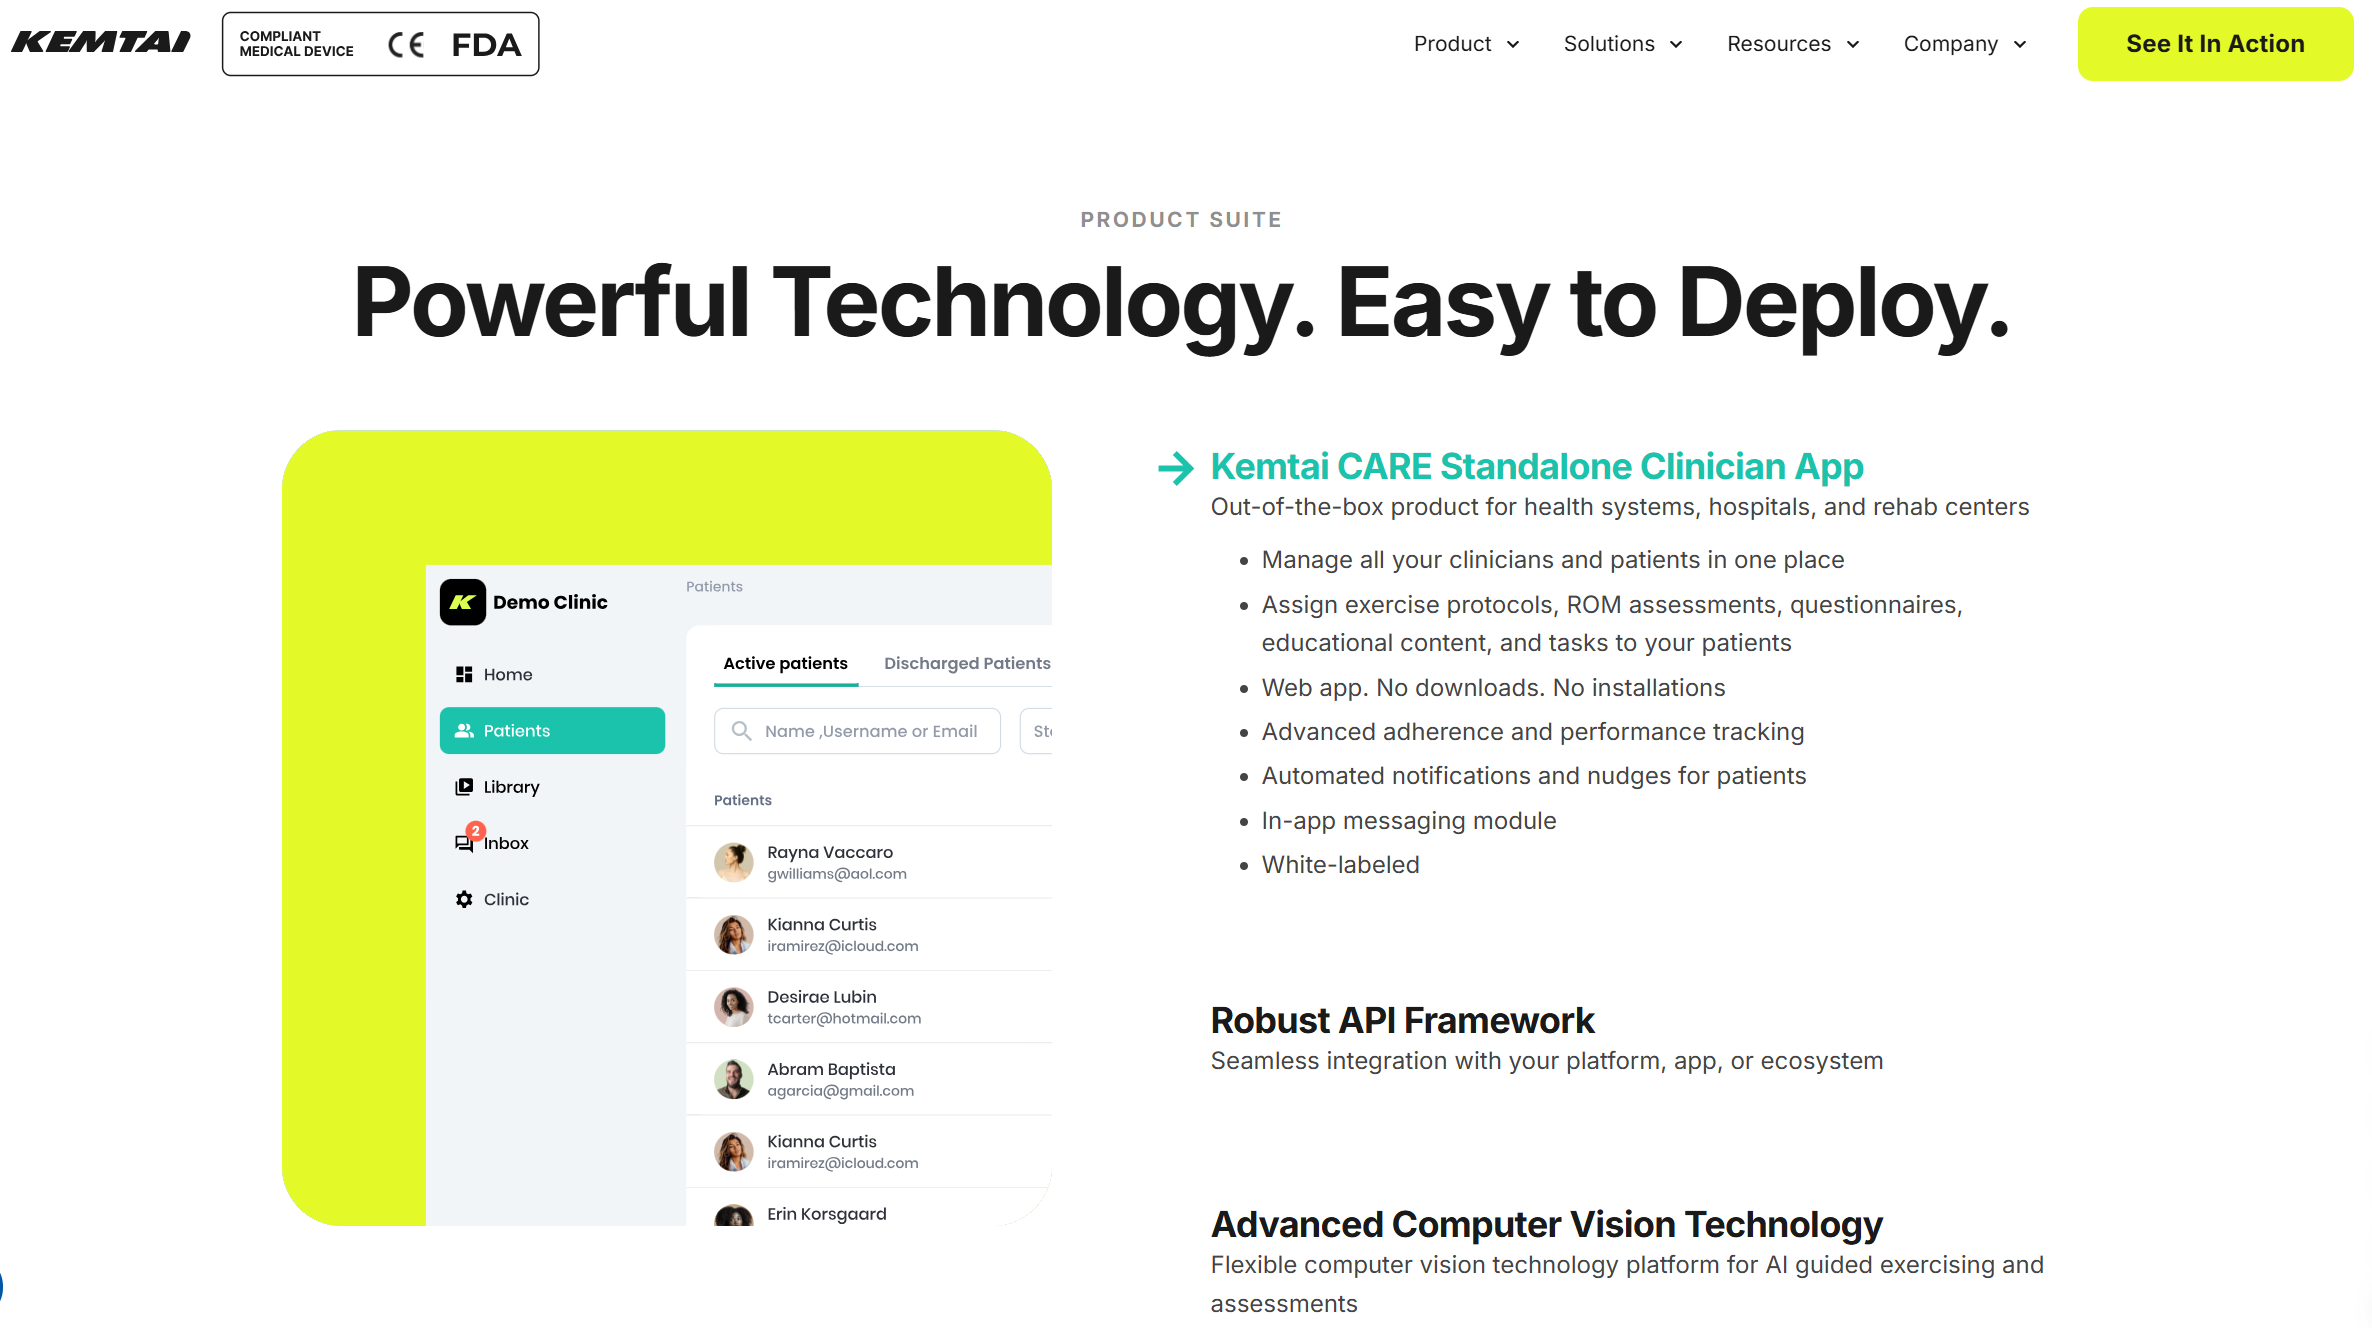 KEMTAI
COMPLIANT
MEDICAL DEVICE
CE FDA
Product
Solutions
Resources
Company
See It In Action
PRODUCT SUITE
Powerful Technology. Easy to Deploy.
Demo Clinic
Home
Patients
Library
2
Inbox
Clinic
Patients
Active patients
Discharged Patients
Name ,Username or Email
Patients
Rayna Vaccaro
gwilliams@aol.com
Kianna Curtis
iramirez@icloud.com
Desirae Lubin
tcarter@hotmail.com
Abram Baptista
agarcia@gmail.com
Kianna Curtis
iramirez@icloud.com
Erin Korsgaard
Kemtai CARE Standalone Clinician App
Out-of-the-box product for health systems, hospitals, and rehab centers
• Manage all your clinicians and patients in one place
• Assign exercise protocols, ROM assessments, questionnaires,
educational content, and tasks to your patients
• Web app. No downloads. No installations
• Advanced adherence and performance tracking
• Automated notifications and nudges for patients
• In-app messaging module
• White-labeled
Robust API Framework
Seamless integration with your platform, app, or ecosystem
Advanced Computer Vision Technology
Flexible computer vision technology platform for AI guided exercising and
assessments